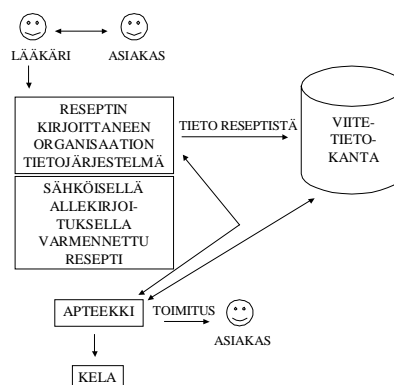 LÄÄKÄRI
ASIAKAS
RESEPTIN
KIRJOITTANEEN
ORGANISAATION
TIETOJÄRJESTELMÄ
TIETO RESEPTISTÄ
VIITE-
TIETO-
KANTA
SÄHKÖISELLÄ
ALLEKIRJOI-
TUKSELLA
VARMENNETTU
RESEPTI
APTEEKKI
TOIMITUS
ASIAKAS
KELA